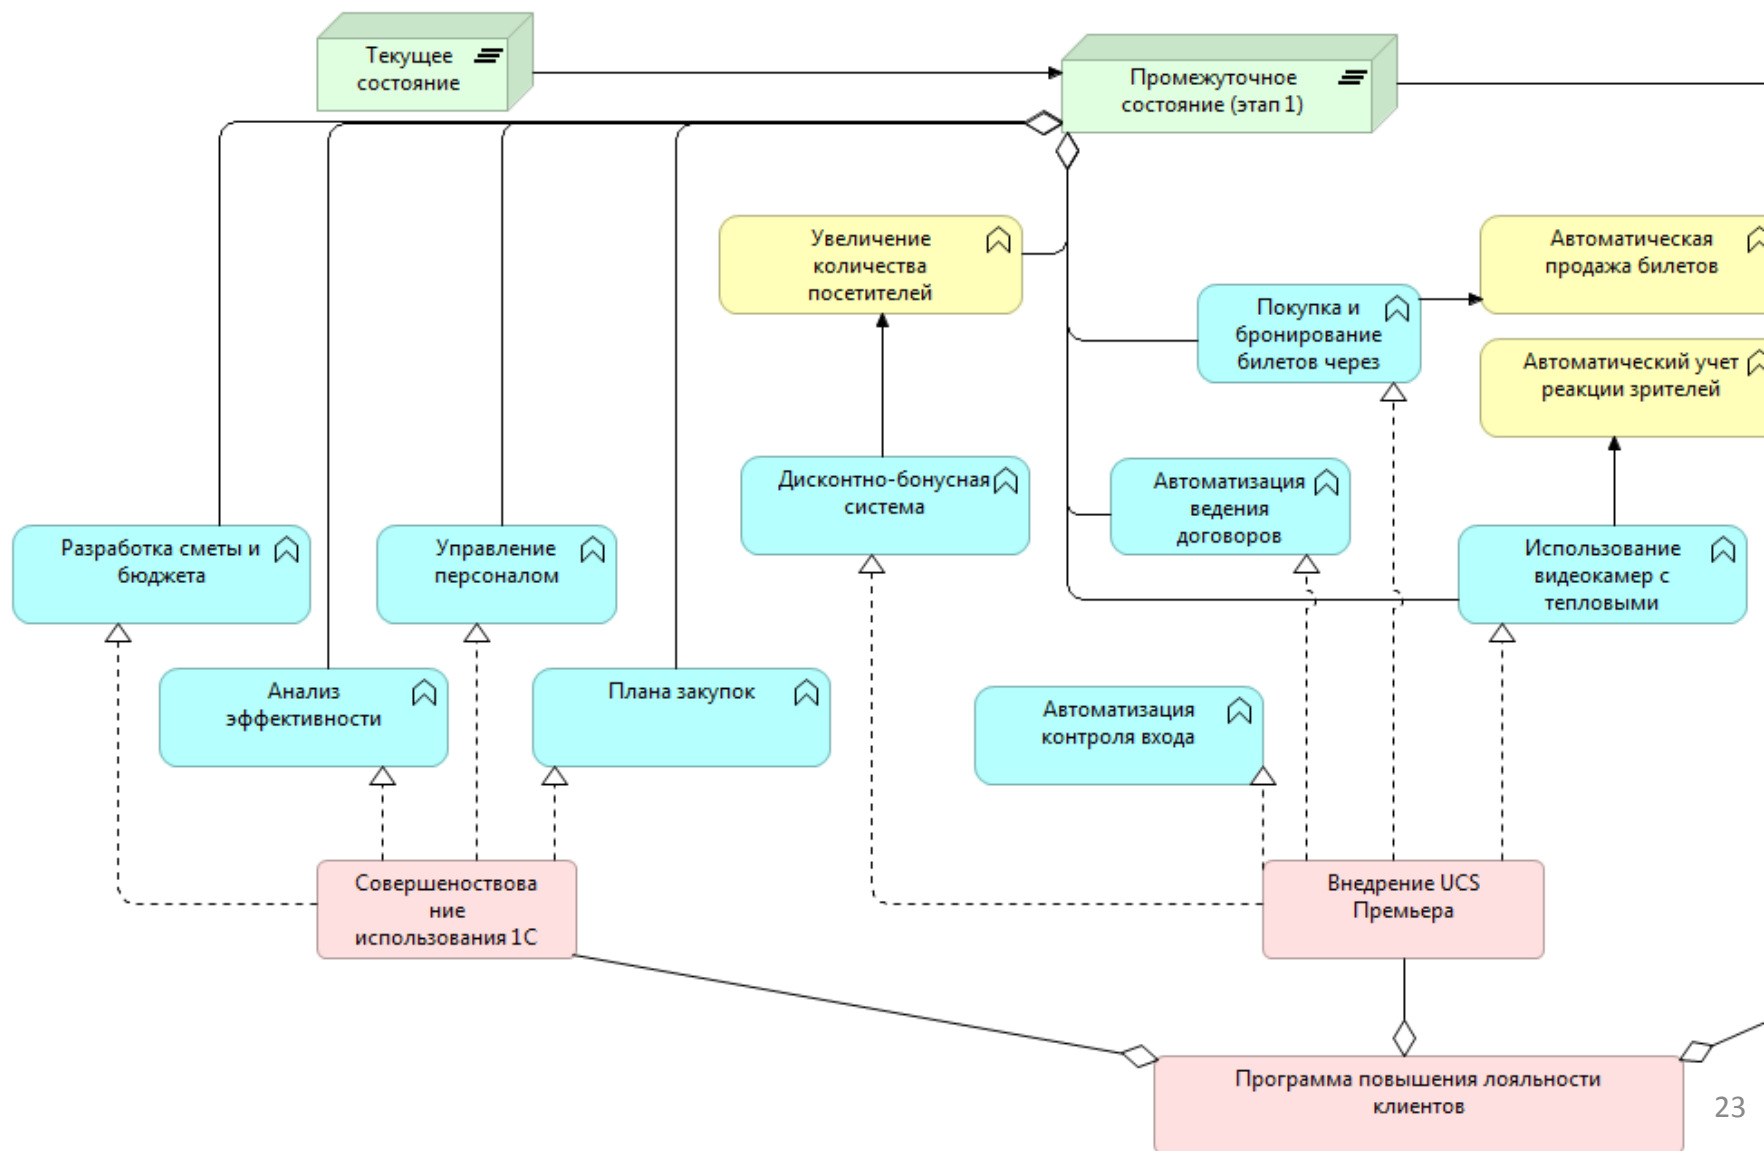 Текущее
состояние
Промежуточное
состояние (этап 1)
Увеличение
количества
посетителей
Автоматическая
продажа билетов
Покупка и
бронирование
билетов через
Автоматический учет
реакции зрителей
Дисконтно-бонусная
система
Автоматизация
ведения
договоров
Разработка сметы и
бюджета
Управление
персоналом
Использование
видеокамер с
тепловыми
Анализ
эффективности
Плана закупок
Автоматизация
контроля входа
Совершеноствова
ние
использования 1С
Внедрение UCS
Премьера
Программа повышения лояльности
клиентов
23